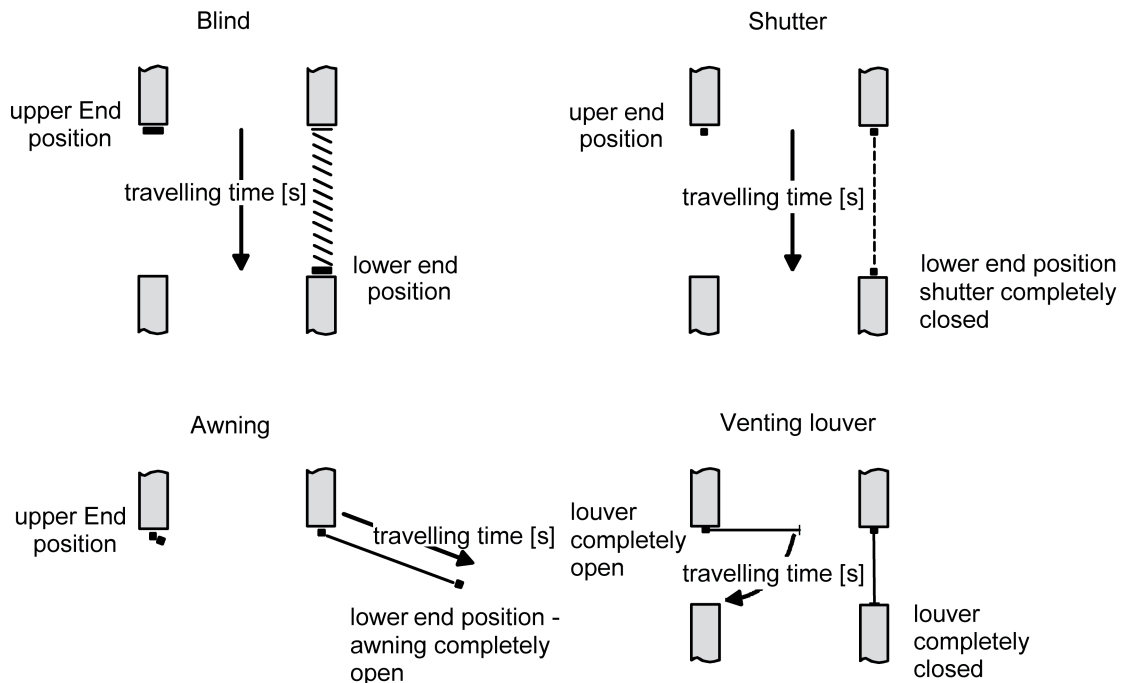 Blind
upper End
position
travelling time [s]
lower end
position
Shutter
uper end
position
travelling time [s]
lower end position
shutter completely
closed
Awning
upper End
position
travelling time [s]
lower end position -
awning completely
open
Venting louver
louver
completely
open
travelling time [s]
louver
completely
closed